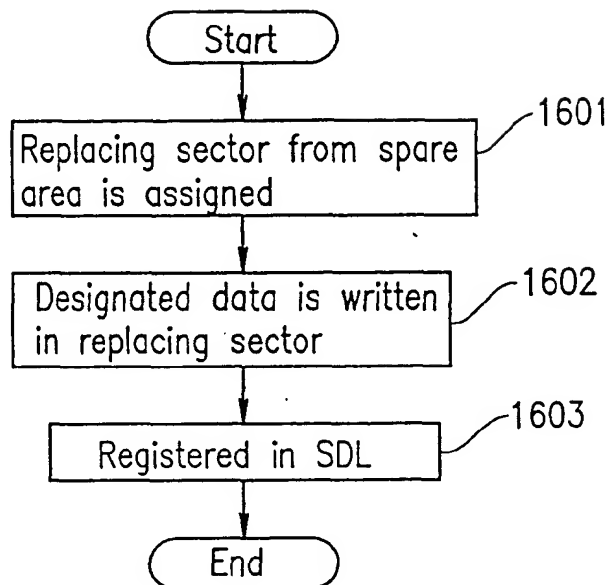 Start
1601
Replacing sector from spare
area is assigned
1602
Designated data is written
in replacing sector
1603
Registered in SDL
End